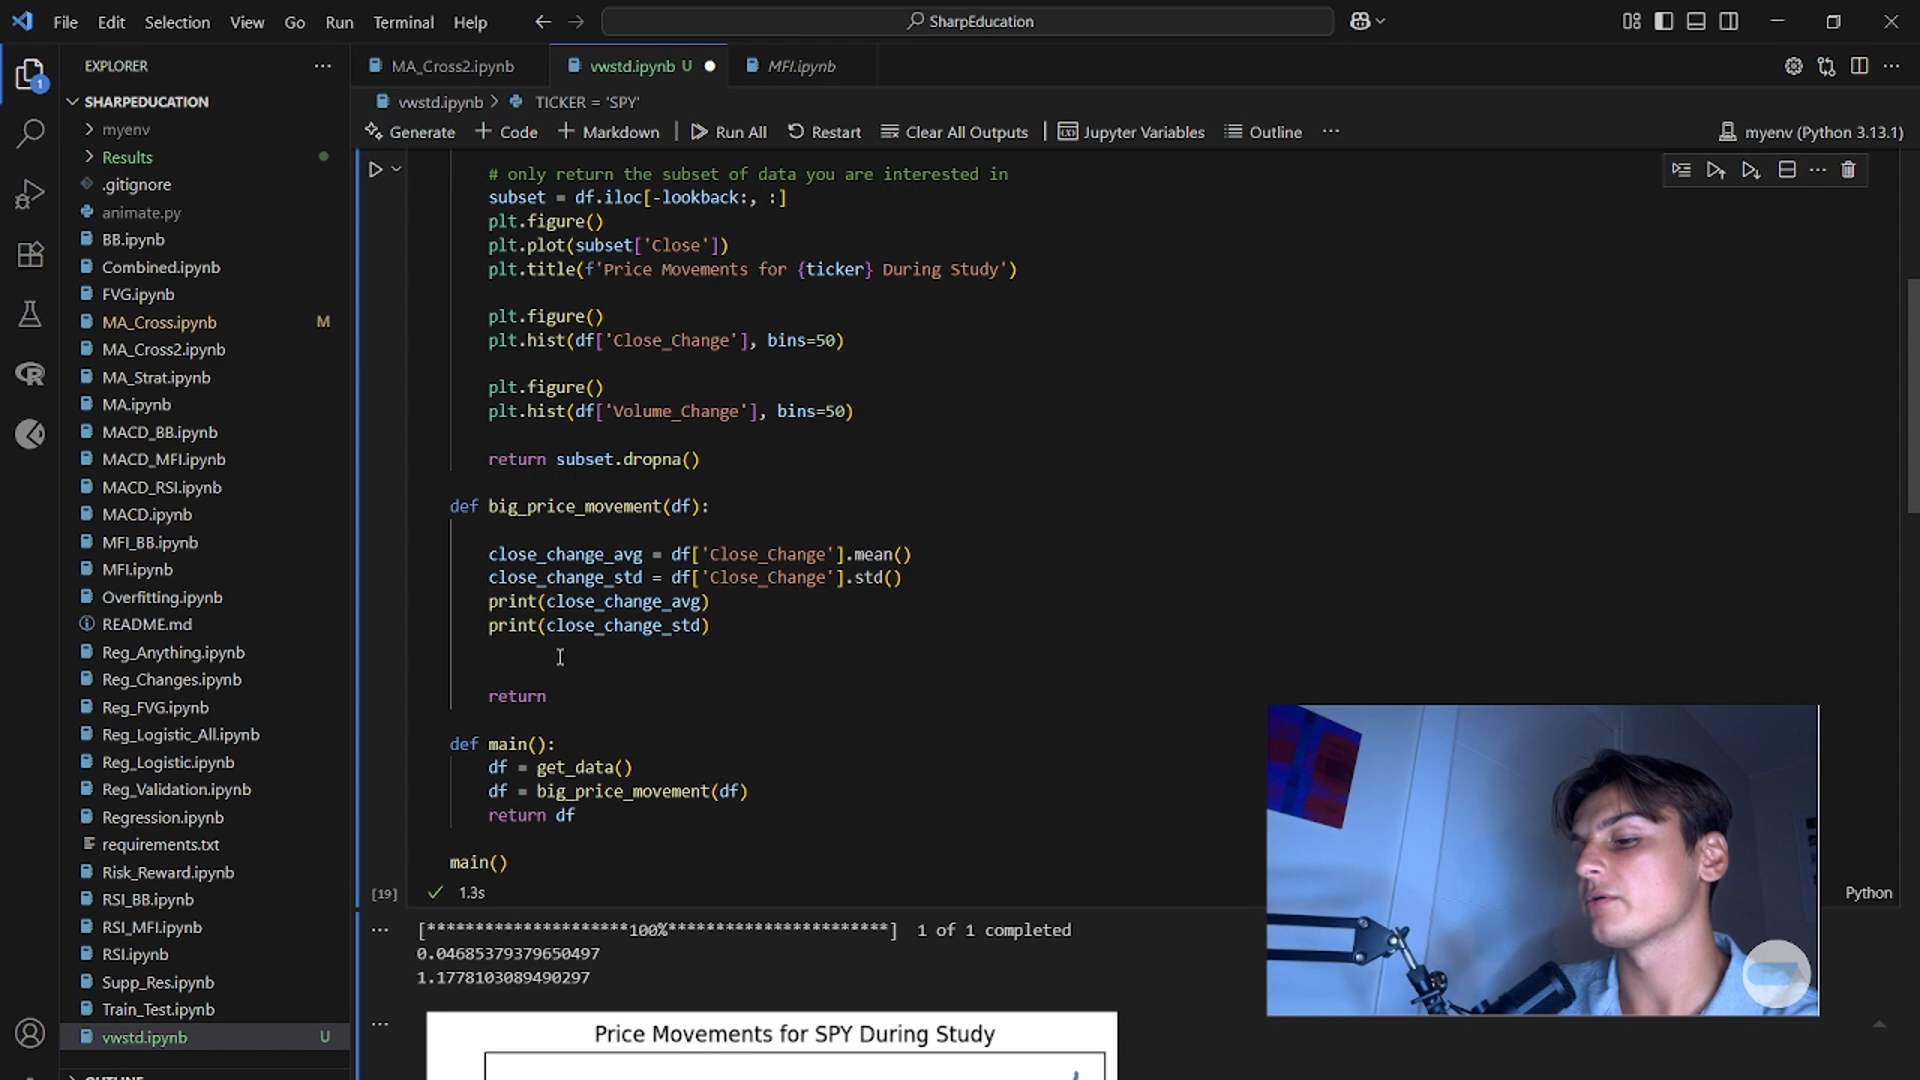 File Edit Selection View Go Run Terminal Help
SharpEducation
EXPLORER
MA_Cross2.ipynb
vwstd.ipynb U
MFI.ipynb
1
SHARPEDUCATION
myenv
Results
.gitignore
animate.py
BB.ipynb
Combined.ipynb
FVG.ipynb
MA_Cross.ipynb M
MA_Cross2.ipynb
MA_Strat.ipynb
MA.ipynb
MACD_BB.ipynb
MACD_MFI.ipynb
MACD_RSI.ipynb
MACD.ipynb
MFI_BB.ipynb
MFI.ipynb
Overfitting.ipynb
README.md
Reg_Anything.ipynb
Reg_Changes.ipynb
Reg_FVG.ipynb
Reg_Logistic_All.ipynb
Reg_Logistic.ipynb
Reg_Validation.ipynb
Regression.ipynb
requirements.txt
Risk_Reward.ipynb
RSI_BB.ipynb
RSI_MFI.ipynb
RSI.ipynb
Supp_Res.ipynb
Train_Test.ipynb
vwstd.ipynb U
OUTLINE
vwstd.ipynb > TICKER = 'SPY'
Generate + Code + Markdown Run All Restart Clear All Outputs Jupyter Variables Outline ...
myenv (Python 3.13.1)
# only return the subset of data you are interested in
subset = df.iloc[-lookback:, :]
plt.figure()
plt.plot(subset['Close'])
plt.title(f'Price Movements for {ticker} During Study')
plt.figure()
plt.hist(df['Close_Change'], bins=50)
plt.figure()
plt.hist(df['Volume_Change'], bins=50)
return subset.dropna()
def big_price_movement(df):
close_change_avg = df['Close_Change'].mean()
close_change_std = df['Close_Change'].std()
print(close_change_avg)
print(close_change_std)
return
def main():
df = get_data()
df = big_price_movement(df)
return df
main()
[19] 1.3s
Python
[*********************100%***********************] 1 of 1 completed
0.04685379379650497
1.1778103089490297
Price Movements for SPY During Study